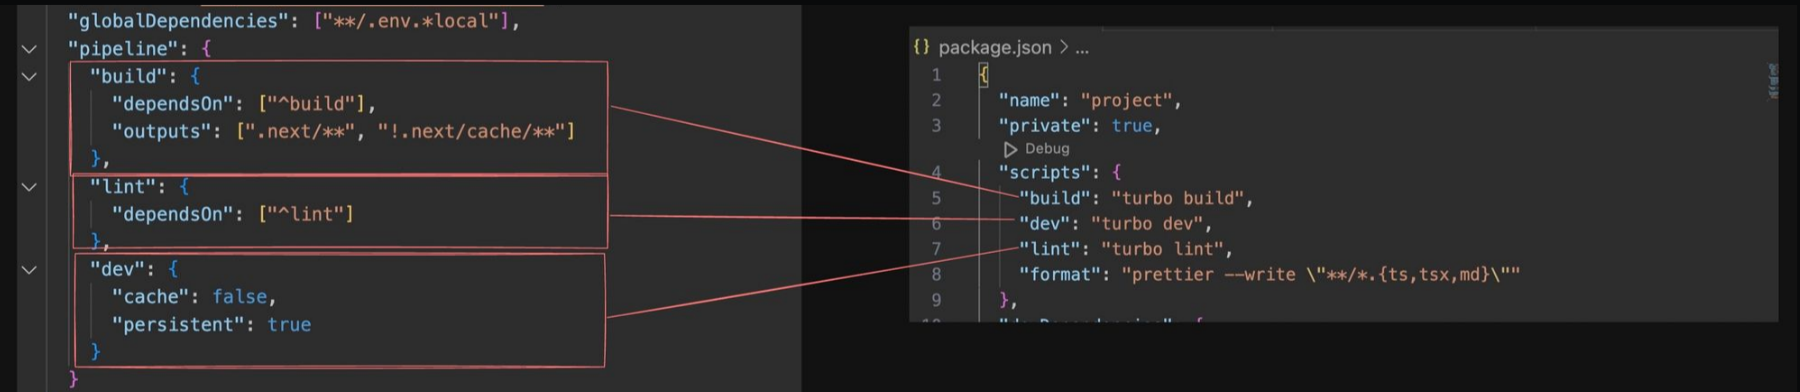 "globalDependencies": ["**/.env.*local"],
"pipeline": {
"build": {
"dependsOn": ["^build"],
"outputs": [".next/**", "!.next/cache/**"]
},
"lint": {
"dependsOn": ["^lint"]
},
"dev": {
"cache": false,
"persistent": true
}
}
{} package.json > ...
1 {
2 "name": "project",
3 "private": true,
Debug
4 "scripts": {
5 "build": "turbo build",
6 "dev": "turbo dev",
7 "lint": "turbo lint",
8 "format": "prettier --write \"**/*.{ts,tsx,md}\""
9 },